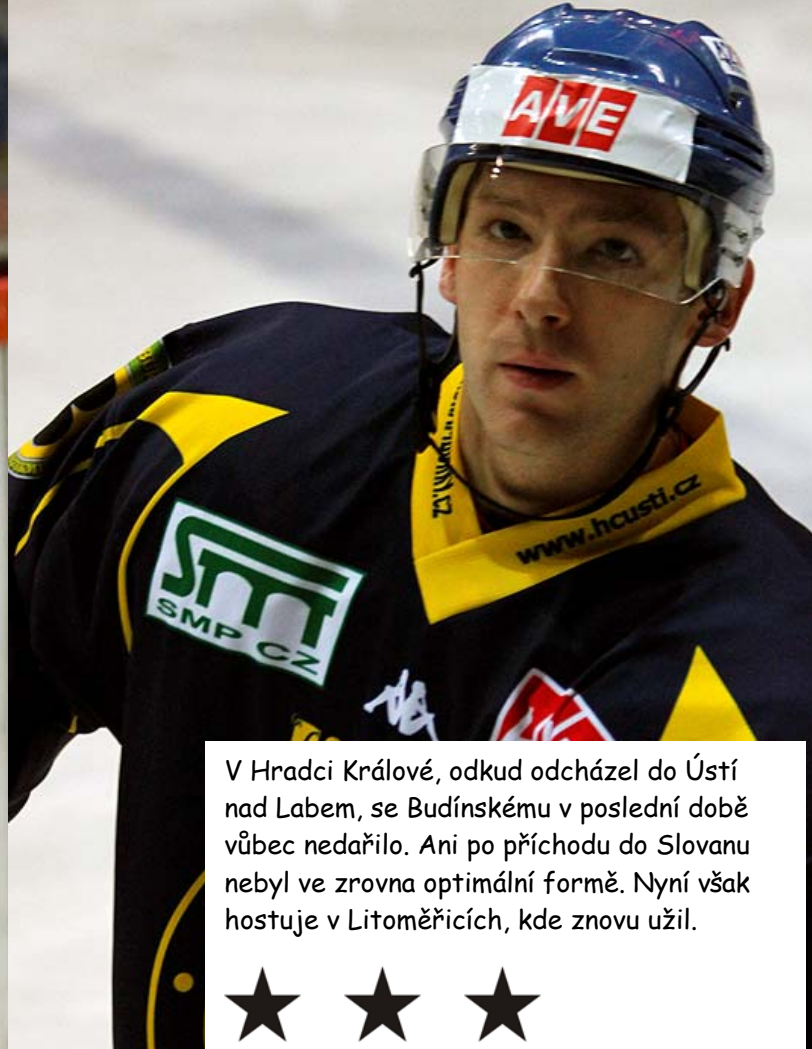 AVE
www.hcusti.cz
SMP CZ
V Hradci Králové, odkud odcházel do Ústí
nad Labem, se Budínskému v poslední době
vůbec nedařilo. Ani po příchodu do Slovanu
nebyl ve zrovna optimální formě. Nyní však
hostuje v Litoměřicích, kde znovu užil.